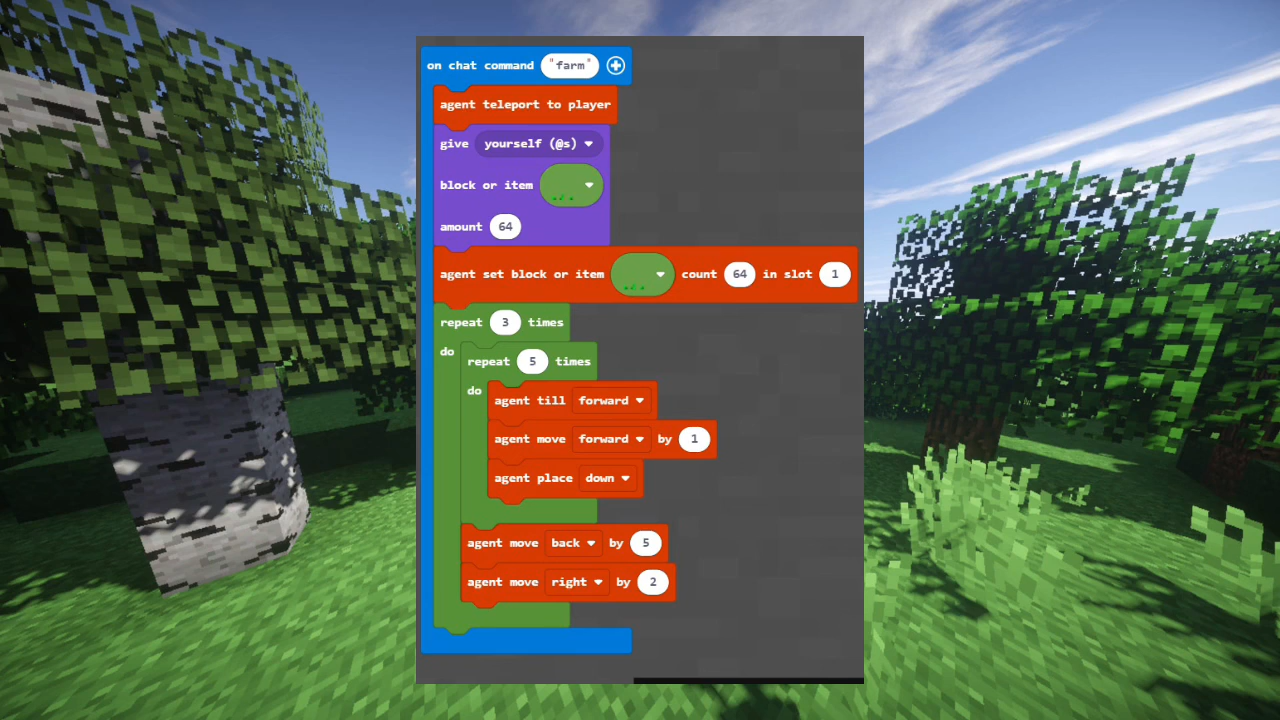 on chat command "farm"
agent teleport to player
give yourself (@s)
block or item
amount 64
agent set block or item count 64 in slot 1
repeat 3 times
do
repeat 5 times
do
agent till forward
agent move forward by 1
agent place down
agent move back by 5
agent move right by 2